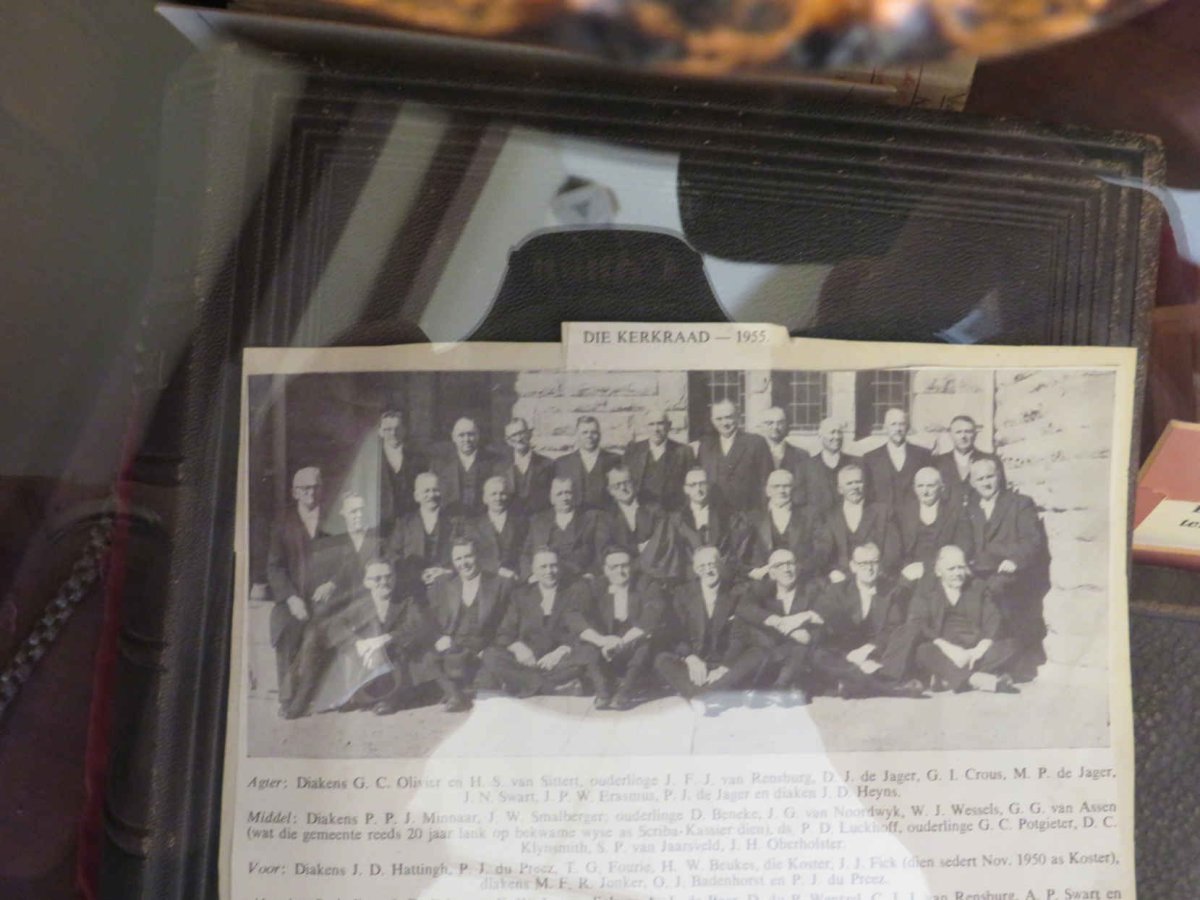 DIE KERKRAAD — 1955.
Agter: Diakens G. C. Olivier en H. S. van Sittert, ouderlinge J. F. J. van Rensburg, D. J. de Jager, G. I. Crous, M. P. de Jager,
J. N. Swart, J. P. W. Erasmus, P. J. de Jager en diaken J. D. Heyns.
Middel: Diakens P. P. J. Minnaar, J. W. Smalberger; ouderlinge D. Beneke, J. G. van Noordwyk, W. J. Wessels, G. G. van Assen
(wat die gemeente reeds 20 jaar lank op bekwame wyse as Scriba-Kassier dien), ds. P. D. Luckhoff, ouderlinge G. C. Potgieter, D. C.
Klynsmith, S. P. van Jaarsveld, J. H. Oberholster.
Voor: Diakens J. D. Hattingh, P. J. du Preez, T. G. Fourie, H. W. Beukes, die Koster, J. J. Fick (dien sedert Nov. 1950 as Koster),
diakens M. F. R. Jonker, O. J. Badenhorst en P. J. du Preez.
van Rensburg, A. P. Swart en